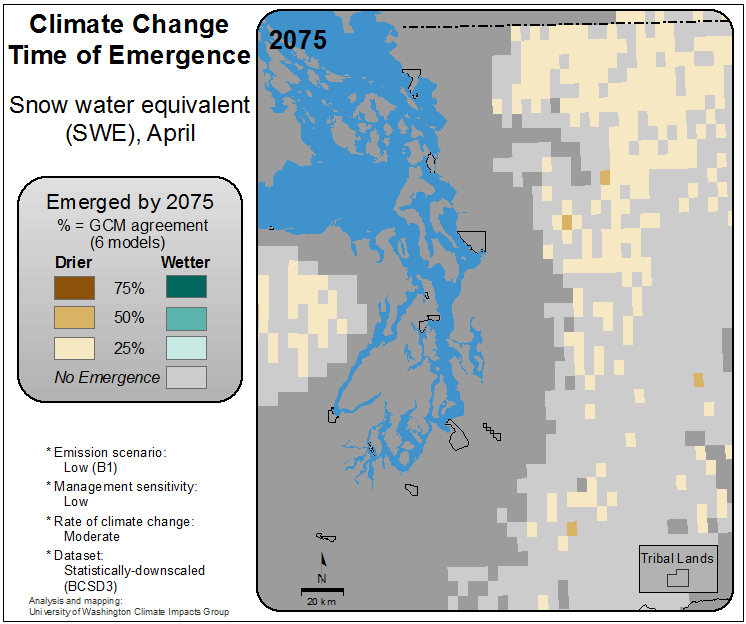 Climate Change
Time of Emergence
Snow water equivalent
(SWE), April
Emerged by 2075
% = GCM agreement
(6 models)
Drier Wetter
75%
50%
25%
No Emergence
* Emission scenario:
Low (B1)
* Management sensitivity:
Low
* Rate of climate change:
Moderate
* Dataset:
Statistically-downscaled
(BCSD3)
Analysis and mapping:
University of Washington Climate Impacts Group
2075
N
20 km
Tribal Lands